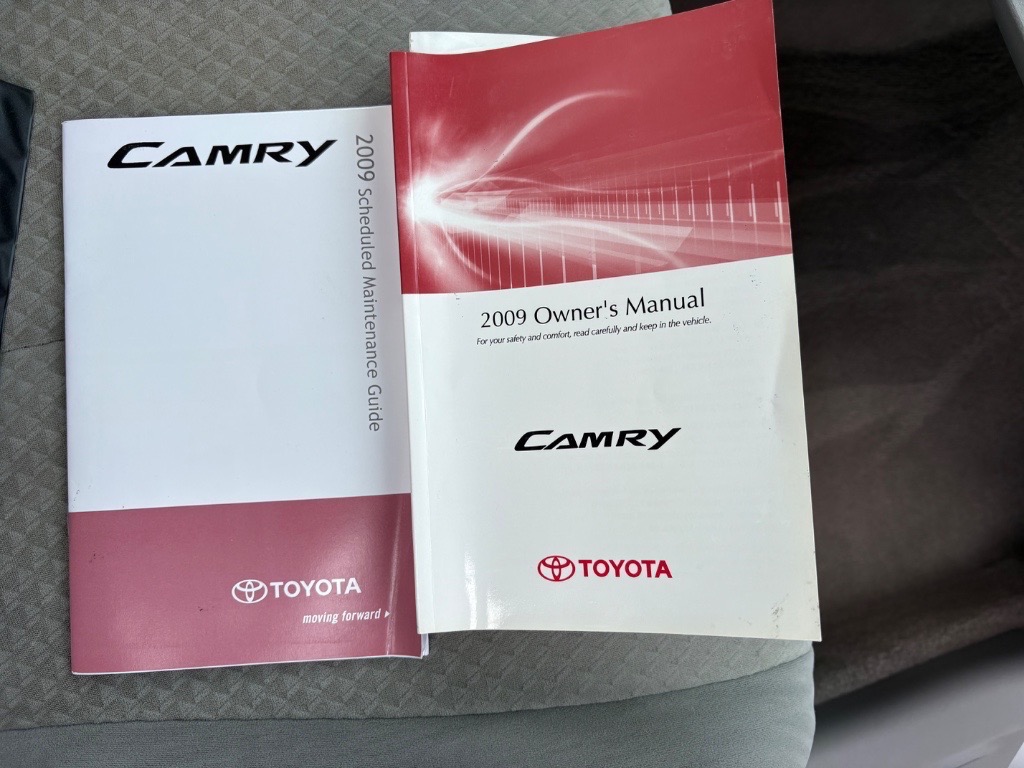 CAMRY
2009 Scheduled Maintenance Guide
TOYOTA
moving forward
2009 Owner's Manual
For your safety and comfort, read carefully and keep in the vehicle.
CAMRY
TOYOTA